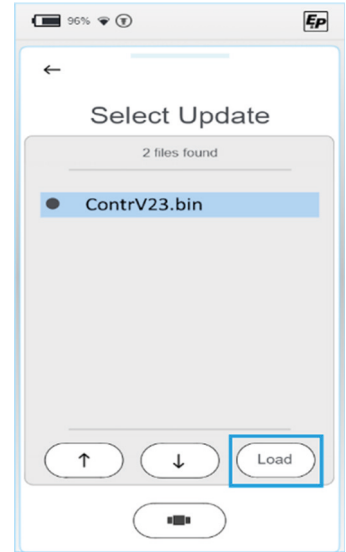 96% EP
←
Select Update
2 files found
ContrV23.bin
↑ ↓ Load